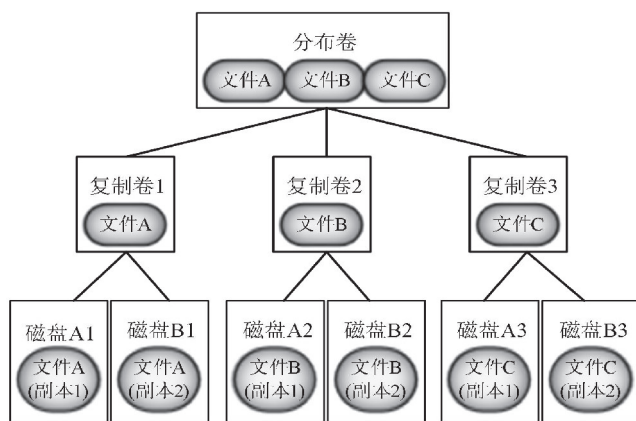 分布卷
文件A 文件B 文件C
复制卷1 复制卷2 复制卷3
文件A 文件B 文件C
磁盘A1 磁盘B1 磁盘A2 磁盘B2 磁盘A3 磁盘B3
文件A 文件A 文件B 文件B 文件C 文件C
(副本1) (副本2) (副本1) (副本2) (副本1) (副本2)